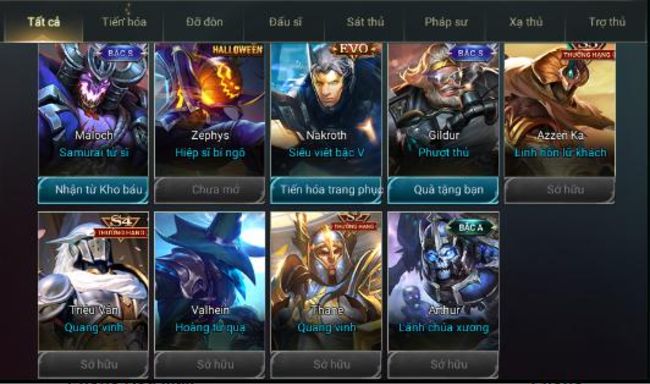 Tất cả Tiến hóa Đỡ đòn Đấu sĩ Sát thủ Pháp sư Xạ thủ Trợ thủ
BẬC S HALLOWEEN EVO BẬC S S3
THƯỞNG HẠNG
Maloch Zephys Nakroth Gildur Azzen'Ka
Samurai tử sĩ Hiệp sĩ bí ngô Siêu việt bậc V Phượt thủ Linh hồn lữ khách
Nhận từ Kho báu Chưa mở Tiến hóa trang phục Quà tặng bạn Sở hữu
S4 S2 BẬC A
THƯỞNG HẠNG THƯỞNG HẠNG
Triệu Vân Valhein Thane Arthur
Quang vinh Hoàng tử quạ Quang vinh Lãnh chúa xương
Sở hữu Sở hữu Sở hữu Sở hữu